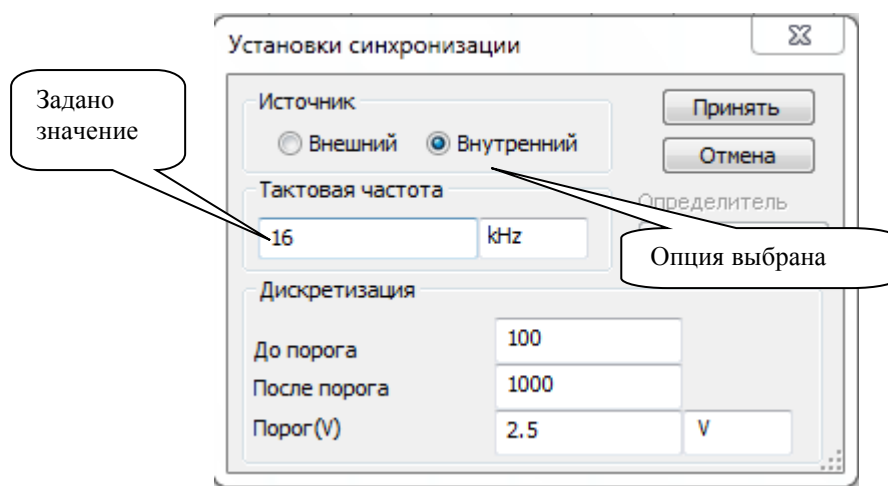 Установки синхронизации
Задано
значение
Источник
Внешний
Внутренний
Принять
Отмена
Тактовая частота
16
kHz
Определитель
Опция выбрана
Дискретизация
До порога
100
После порога
1000
Порог(V)
2.5
V